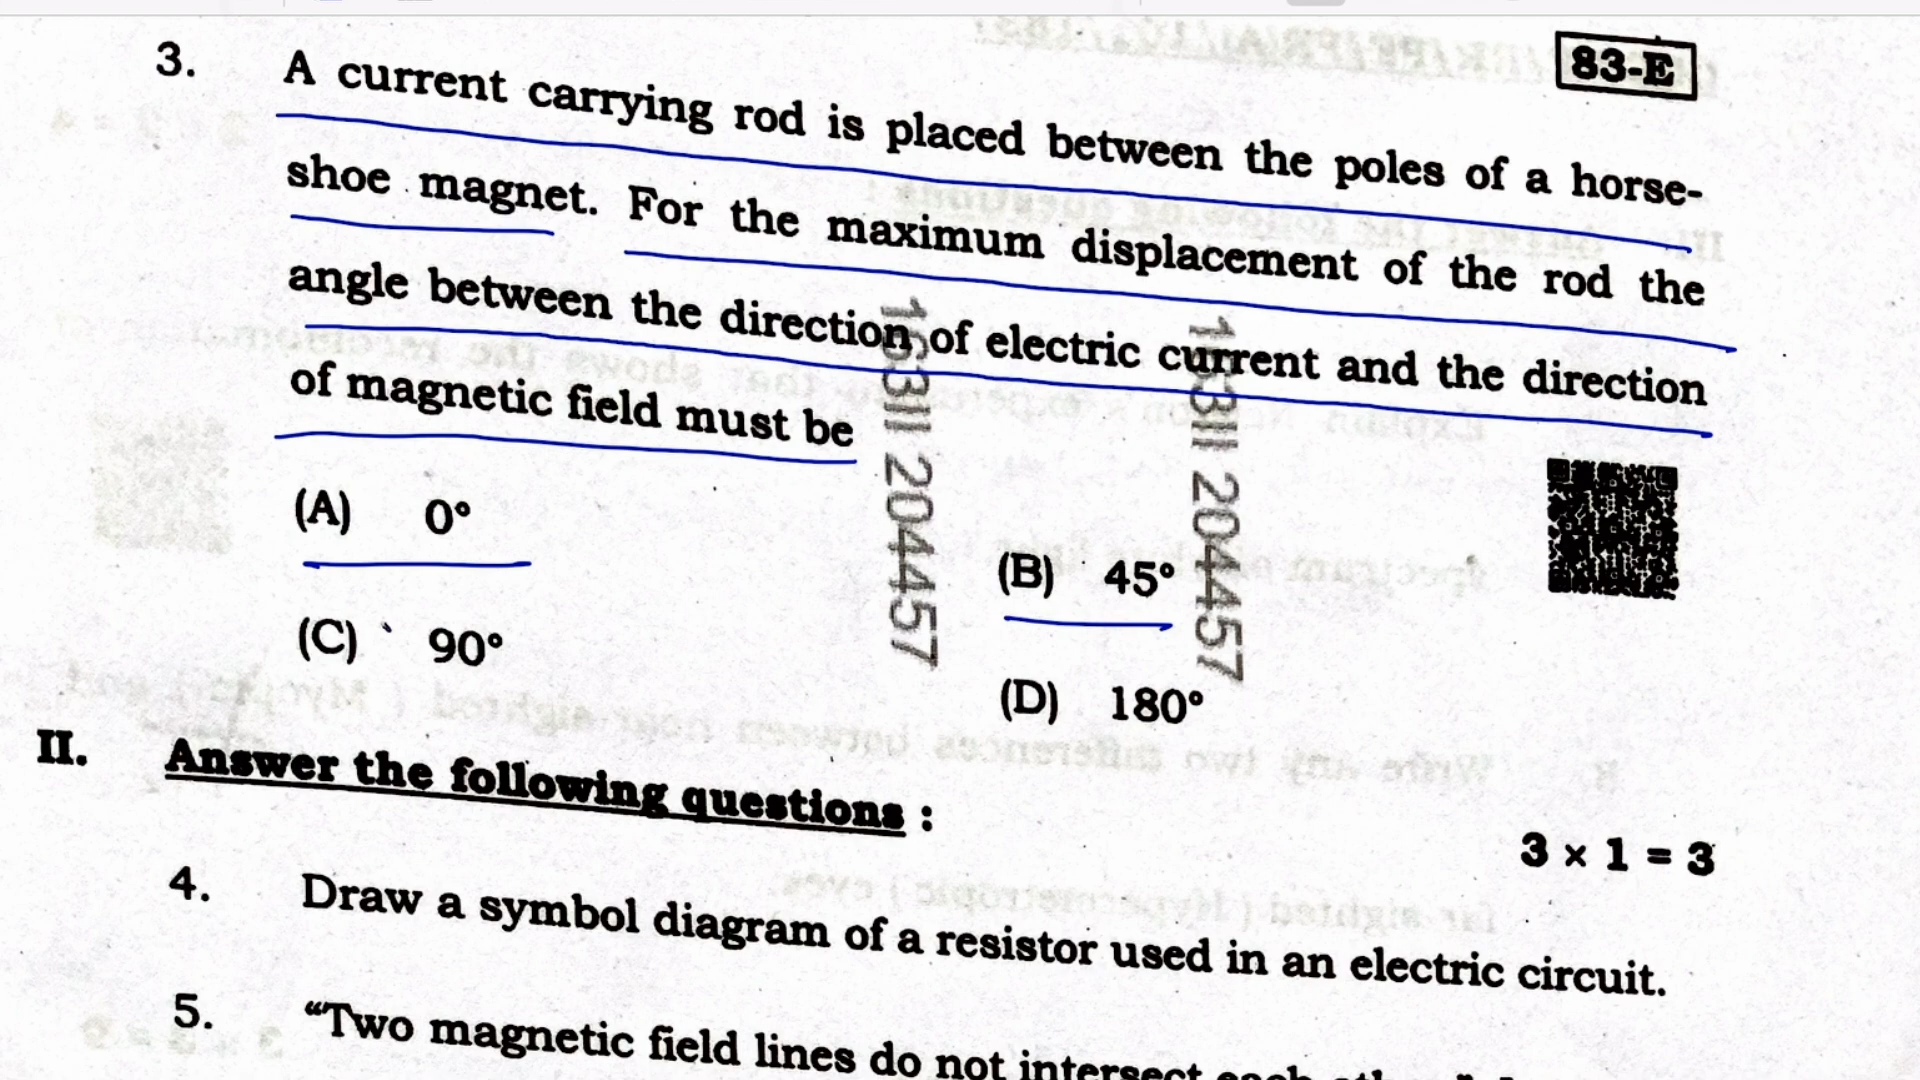 83-E
3. A current carrying rod is placed between the poles of a horse-
shoe magnet. For the maximum displacement of the rod the
angle between the direction of electric current and the direction
of magnetic field must be
(A) 0°
(B) 45°
(C) 90°
(D) 180°
204457
204457
II. Answer the following questions :
3 × 1 = 3
4. Draw a symbol diagram of a resistor used in an electric circuit.
5. “Two magnetic field lines do not intersect each